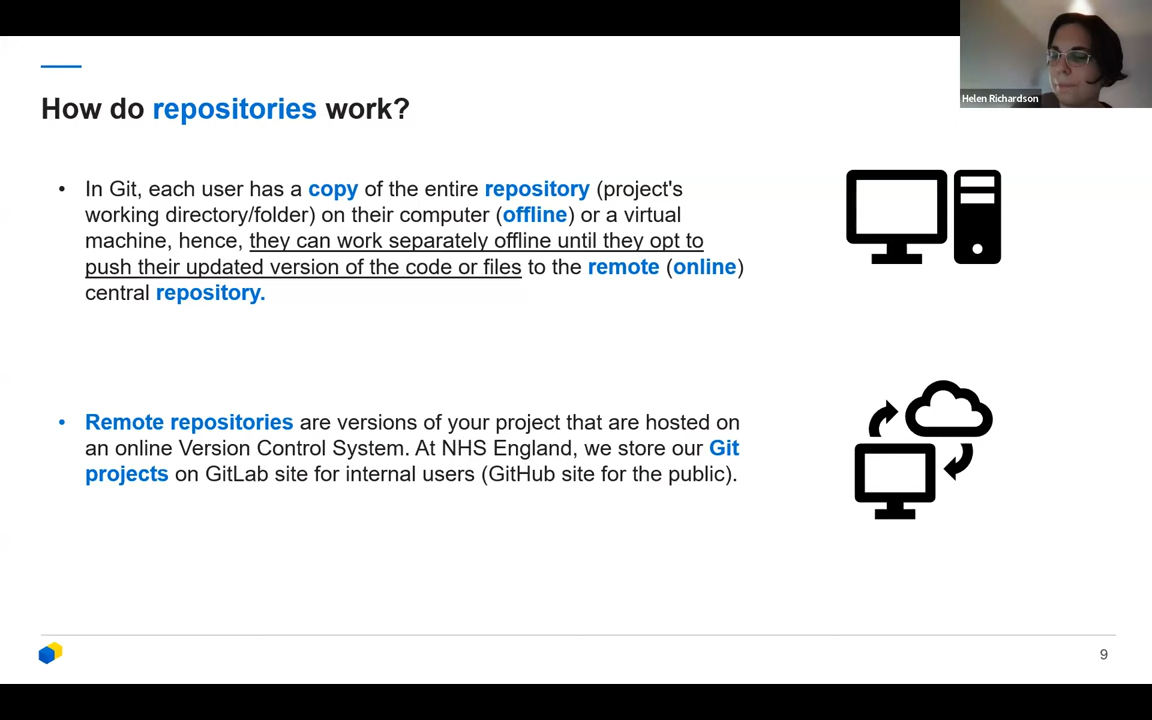 How do repositories work?
Helen Richardson
• In Git, each user has a copy of the entire repository (project's
working directory/folder) on their computer (offline) or a virtual
machine, hence, they can work separately offline until they opt to
push their updated version of the code or files to the remote (online)
central repository.
• Remote repositories are versions of your project that are hosted on
an online Version Control System. At NHS England, we store our Git
projects on GitLab site for internal users (GitHub site for the public).
9